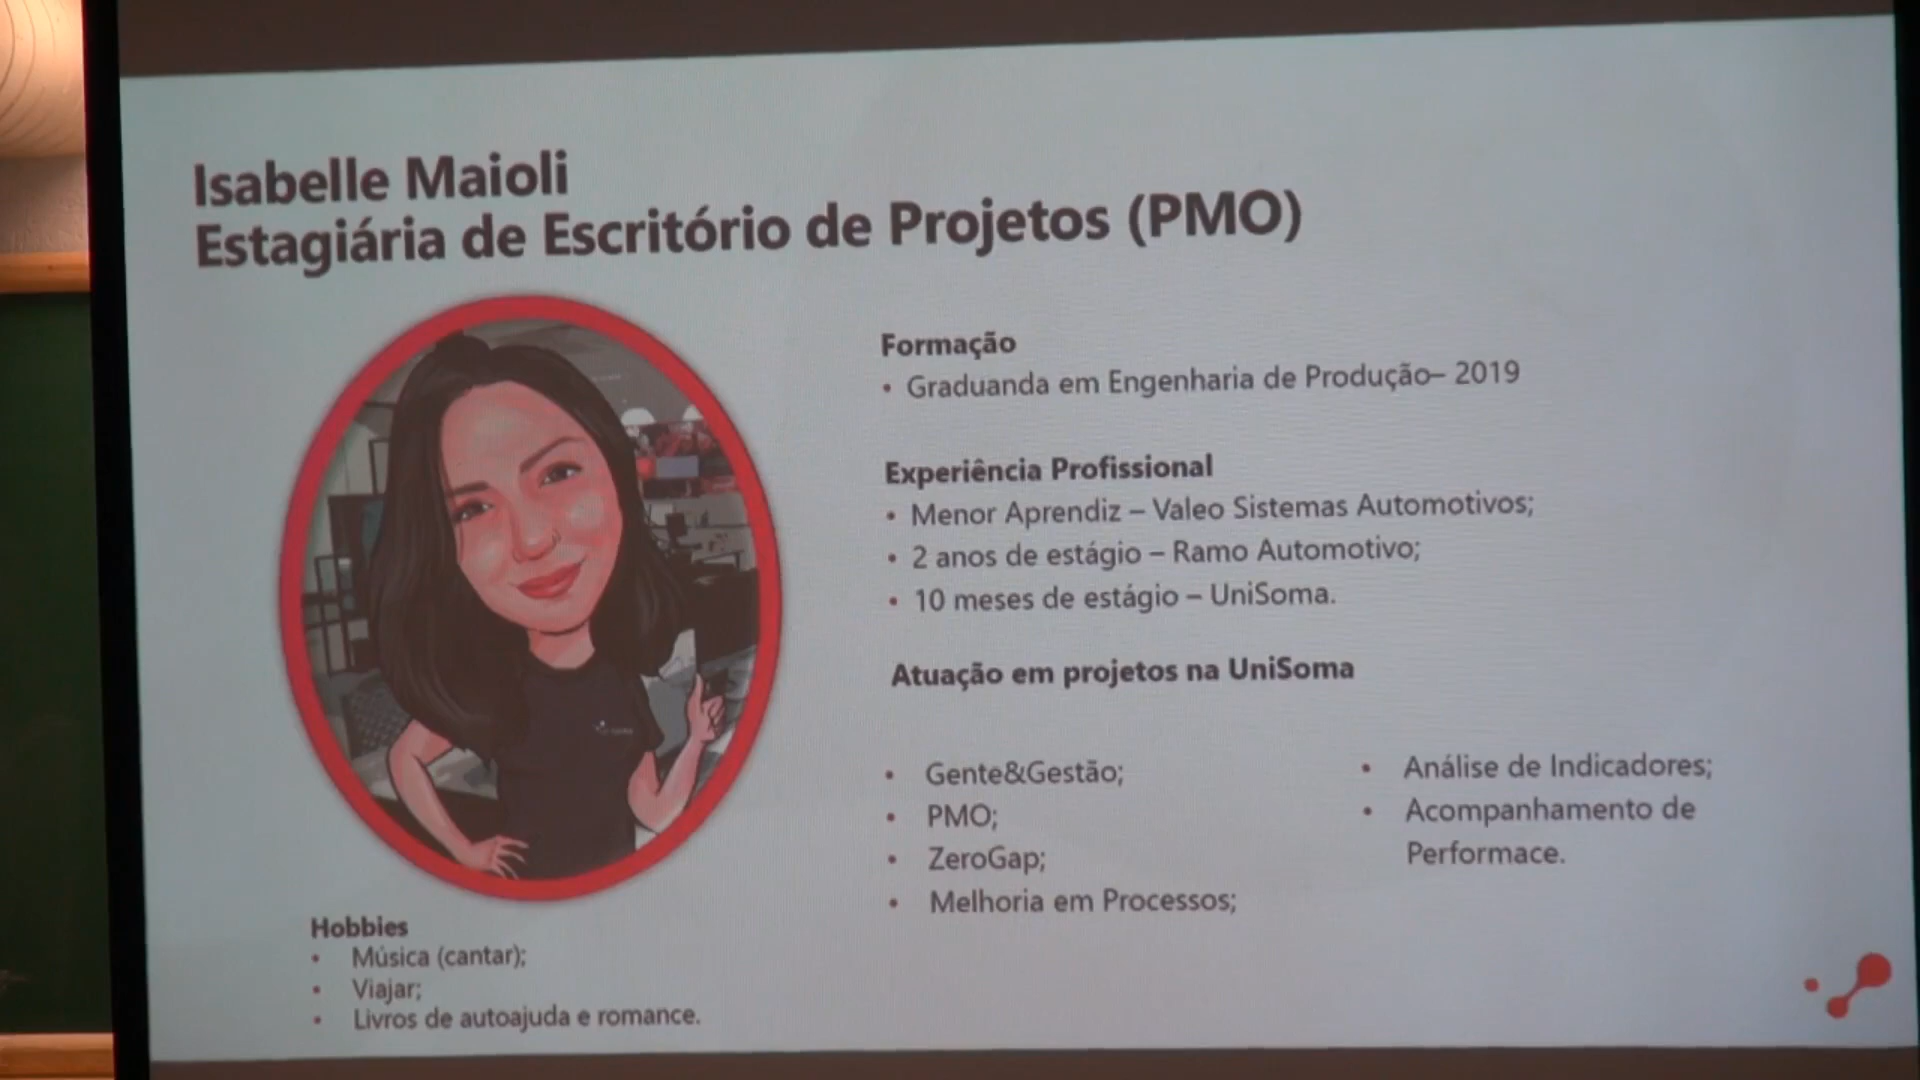 Isabelle Maioli
Estagiária de Escritório de Projetos (PMO)
Formação
• Graduanda em Engenharia de Produção– 2019
Experiência Profissional
• Menor Aprendiz – Valeo Sistemas Automotivos;
• 2 anos de estágio – Ramo Automotivo;
• 10 meses de estágio – UniSoma.
Atuação em projetos na UniSoma
• Gente&Gestão;
• PMO;
• ZeroGap;
• Melhoria em Processos;
• Análise de Indicadores;
• Acompanhamento de
Performace.
Hobbies
• Música (cantar);
• Viajar;
• Livros de autoajuda e romance.